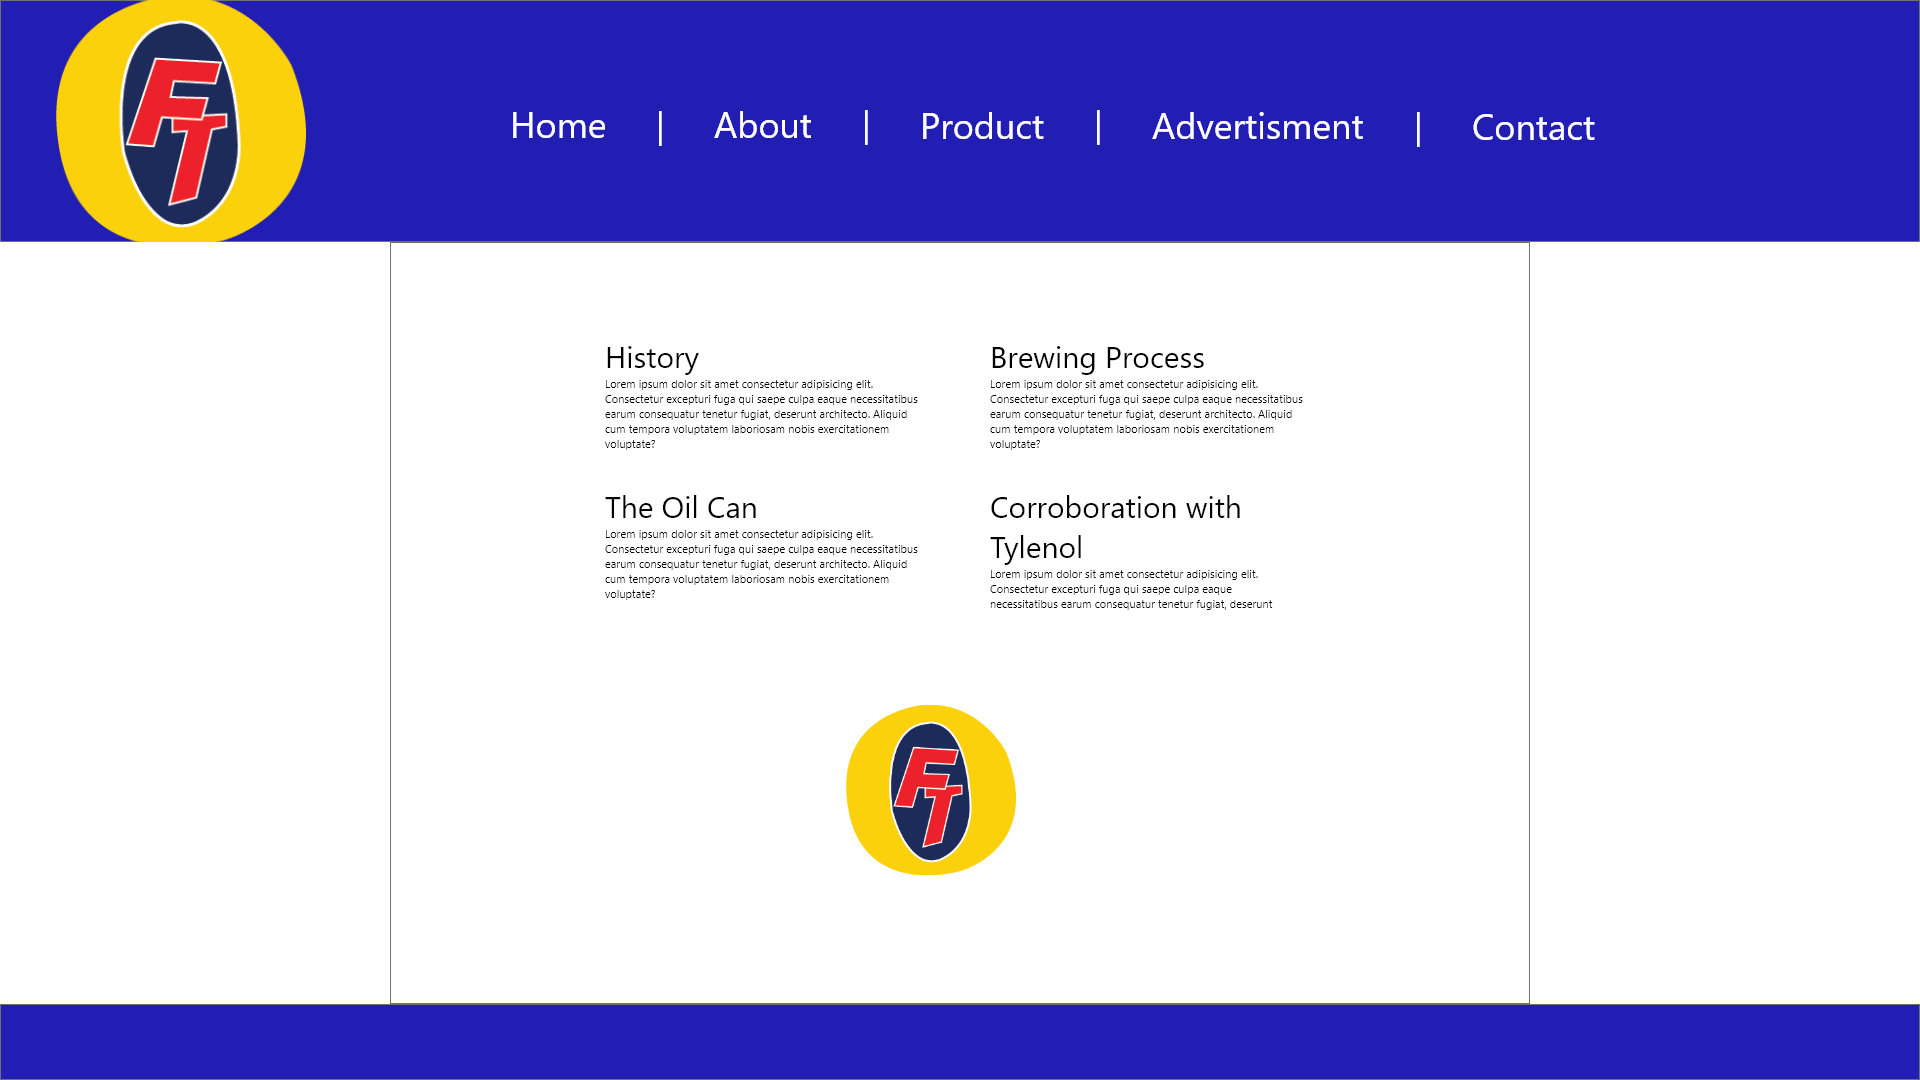 FT
Home | About | Product | Advertisment | Contact
History
Lorem ipsum dolor sit amet consectetur adipisicing elit.
Consectetur excepturi fuga qui saepe culpa eaque necessitatibus
earum consequatur tenetur fugiat, deserunt architecto. Aliquid
cum tempora voluptatem laboriosam nobis exercitationem
voluptate?
Brewing Process
Lorem ipsum dolor sit amet consectetur adipisicing elit.
Consectetur excepturi fuga qui saepe culpa eaque necessitatibus
earum consequatur tenetur fugiat, deserunt architecto. Aliquid
cum tempora voluptatem laboriosam nobis exercitationem
voluptate?
The Oil Can
Lorem ipsum dolor sit amet consectetur adipisicing elit.
Consectetur excepturi fuga qui saepe culpa eaque necessitatibus
earum consequatur tenetur fugiat, deserunt architecto. Aliquid
cum tempora voluptatem laboriosam nobis exercitationem
voluptate?
Corroboration with
Tylenol
Lorem ipsum dolor sit amet consectetur adipisicing elit.
Consectetur excepturi fuga qui saepe culpa eaque
necessitatibus earum consequatur tenetur fugiat, deserunt
FT